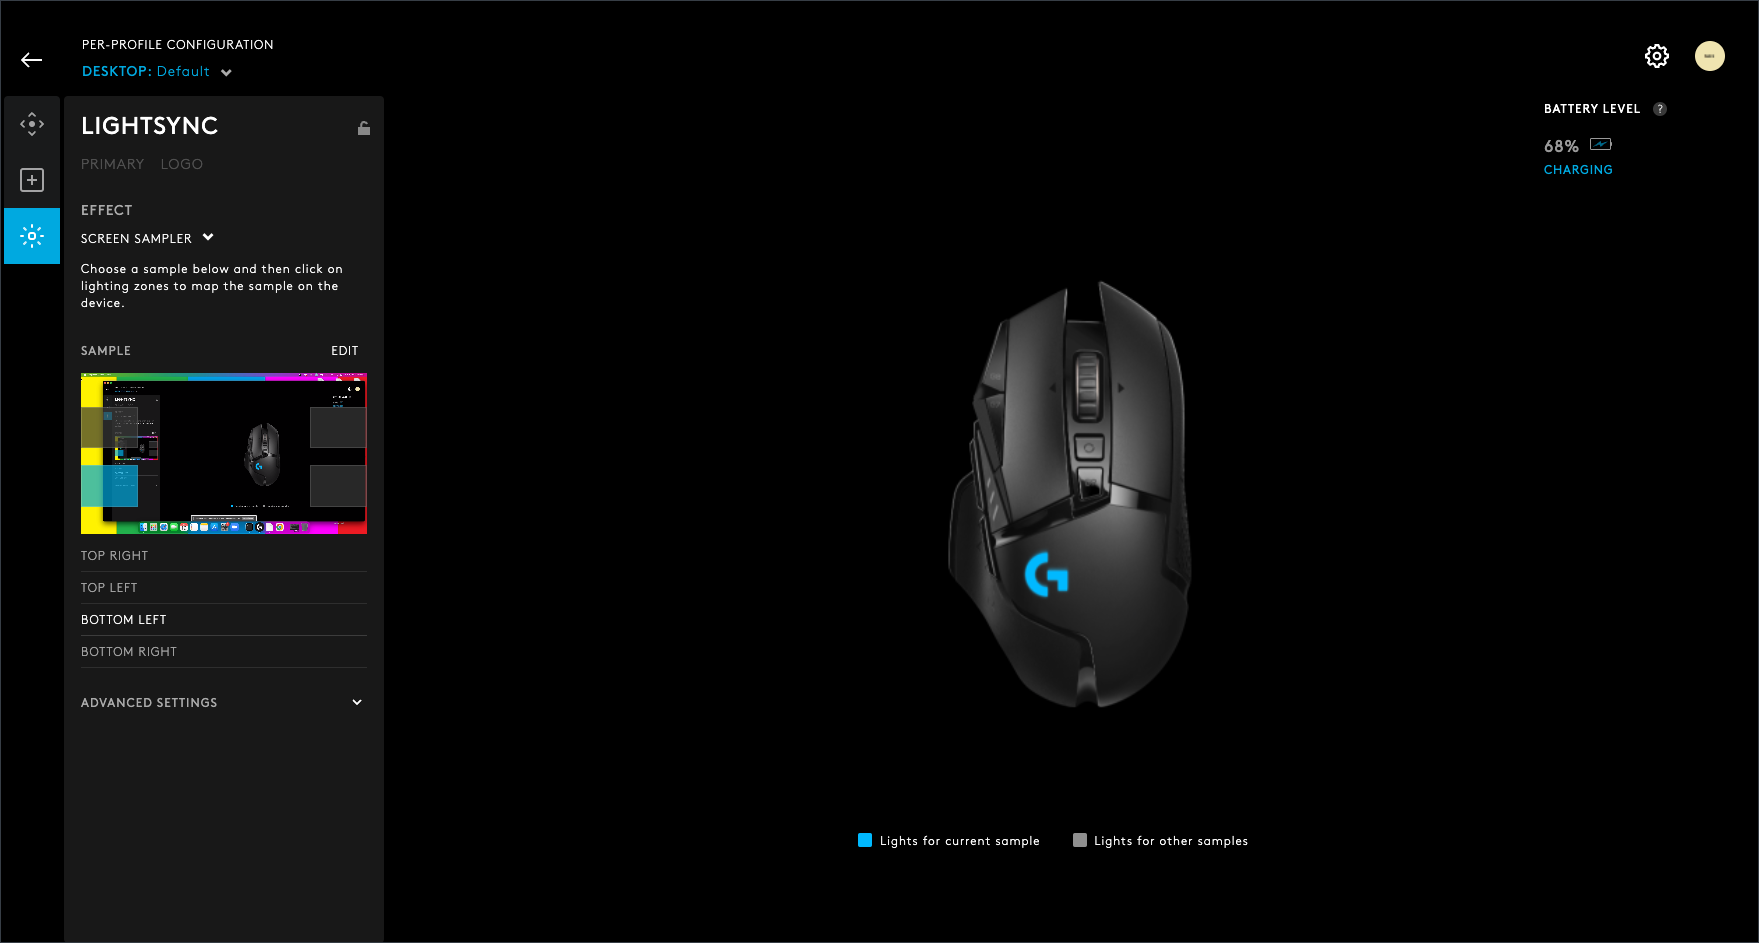 PER-PROFILE CONFIGURATION
DESKTOP: Default
LIGHTSYNC
PRIMARY LOGO
EFFECT
SCREEN SAMPLER
Choose a sample below and then click on
lighting zones to map the sample on the
device.
SAMPLE EDIT
LIGHTSYNC
TOP RIGHT
TOP LEFT
BOTTOM LEFT
BOTTOM RIGHT
ADVANCED SETTINGS
BATTERY LEVEL ?
68%
CHARGING
Lights for current sample
Lights for other samples